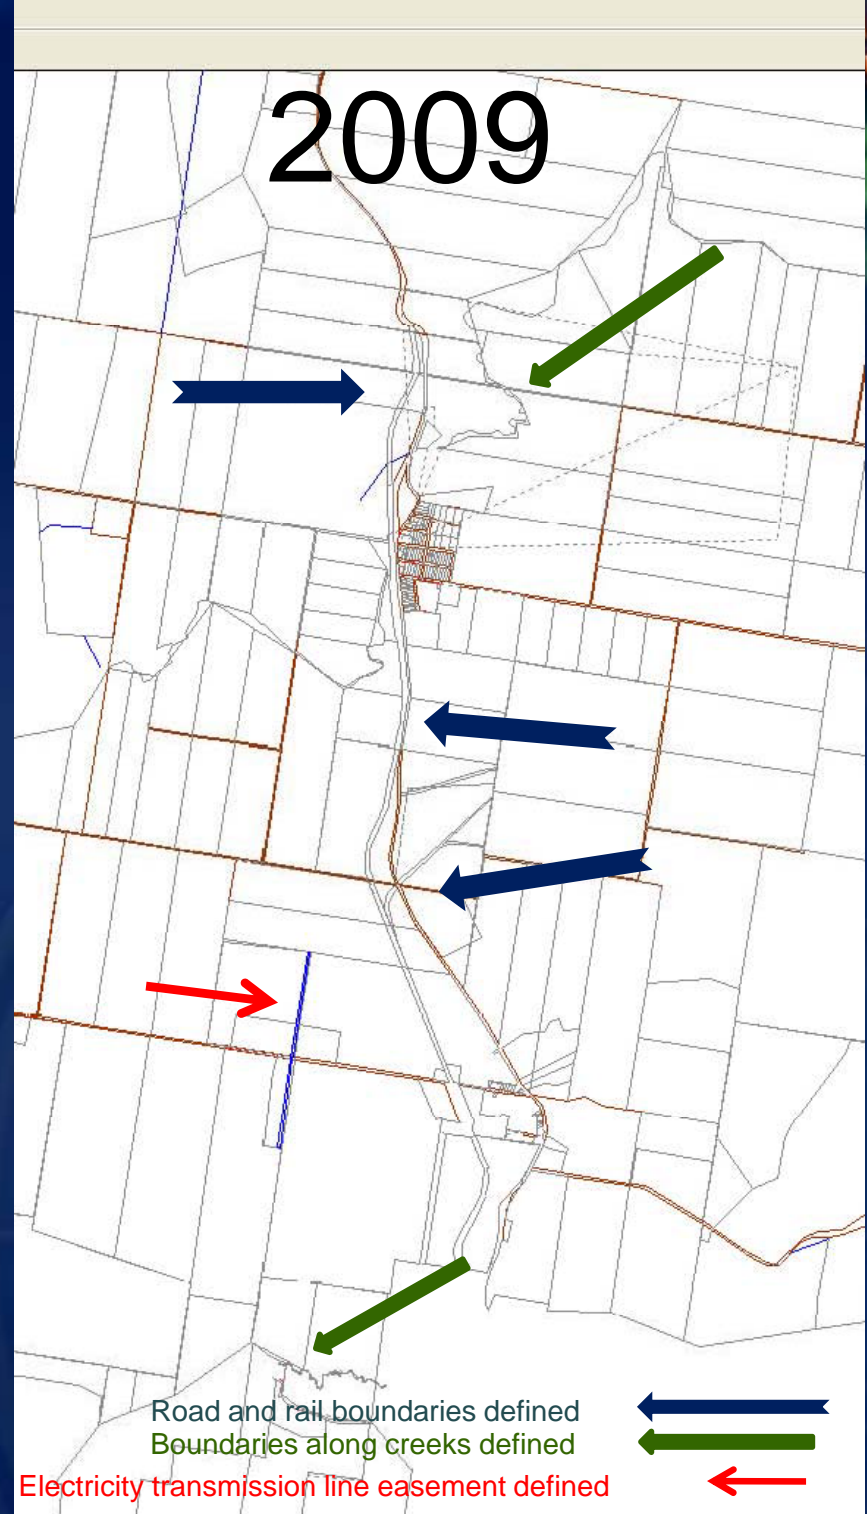 2009
Road and rail boundaries defined
Boundaries along creeks defined
Electricity transmission line easement defined